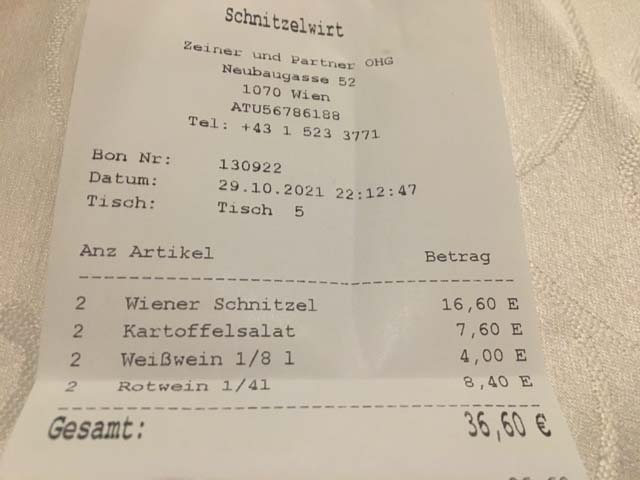 Schnitzelwirt
Zeiner und Partner OHG
Neubaugasse 52
1070 Wien
ATU56786188
Tel: +43 1 523 3771
Bon Nr: 130922
Datum: 29.10.2021 22:12:47
Tisch: Tisch 5
Anz Artikel Betrag
2 Wiener Schnitzel 16,60 E
2 Kartoffelsalat 7,60 E
2 Weißwein 1/8 l 4,00 E
2 Rotwein 1/4l 8,40 E
Gesamt: 36,60 €